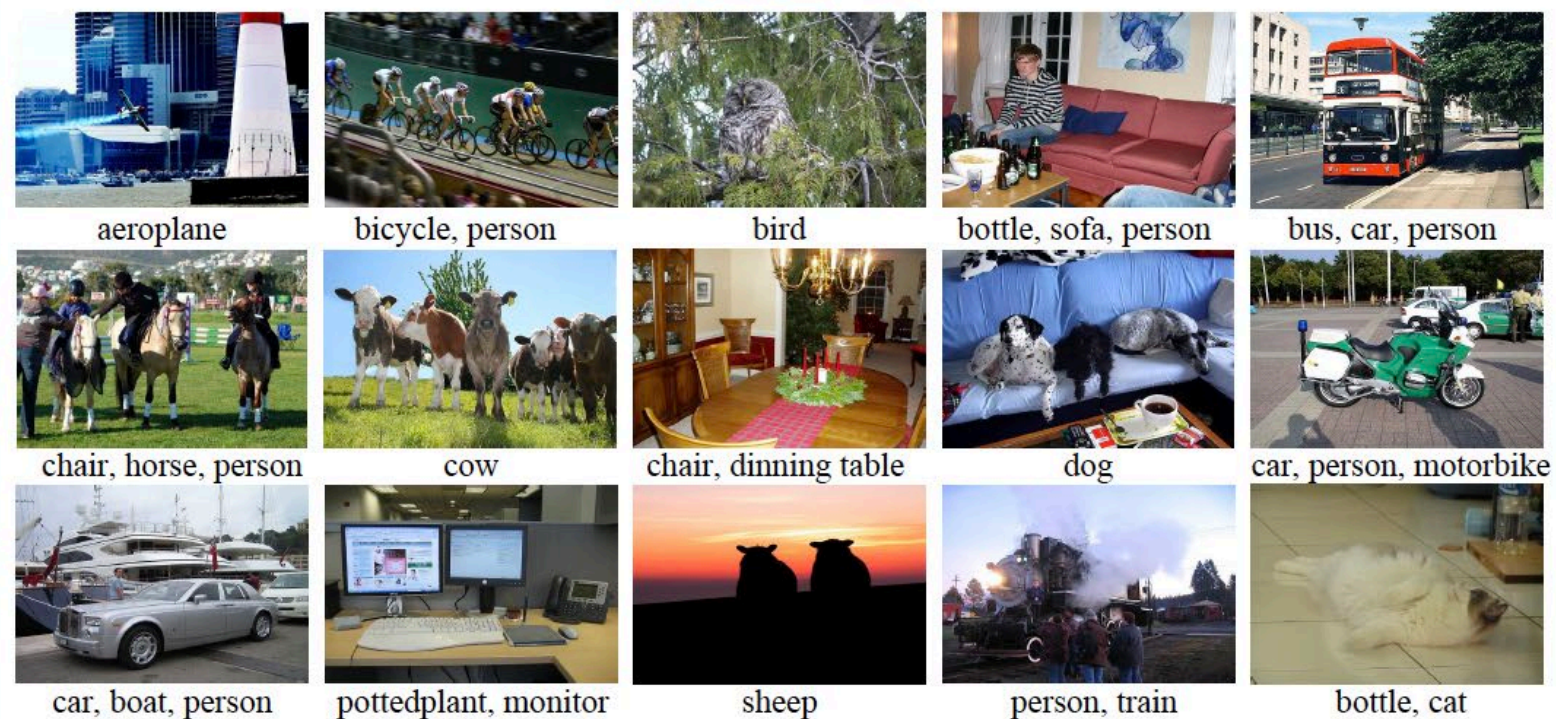 aeroplane
bicycle, person
bird
bottle, sofa, person
bus, car, person
chair, horse, person
cow
chair, dinning table
dog
car, person, motorbike
car, boat, person
pottedplant, monitor
sheep
person, train
bottle, cat